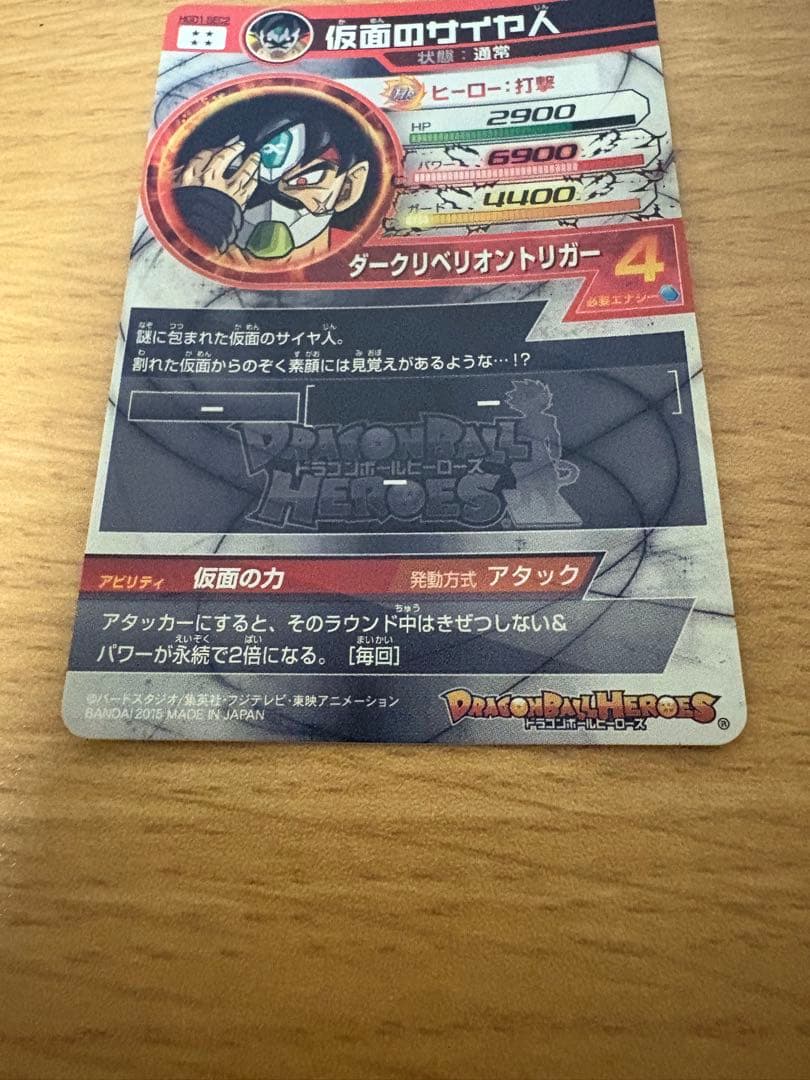 HGD1 SEC2
仮面のサイヤ人
状態：通常
ヒーロー：打撃
HP 2900
パワー 6900
ガード 4400
ダークリベリオントリガー 4
必要エナジー
謎に包まれた仮面のサイヤ人。
割れた仮面からのぞく素顔には見覚えがあるような…!?
DRAGON BALL
ドラゴンボールヒーローズ
HEROES
アビリティ 仮面の力 発動方式 アタック
アタッカーにすると、そのラウンド中はきぜつしない&
パワーが永続で2倍になる。［毎回］
©バードスタジオ/集英社・フジテレビ・東映アニメーション
BANDAI 2015 MADE IN JAPAN
DRAGON BALL HEROES
ドラゴンボールヒーローズ